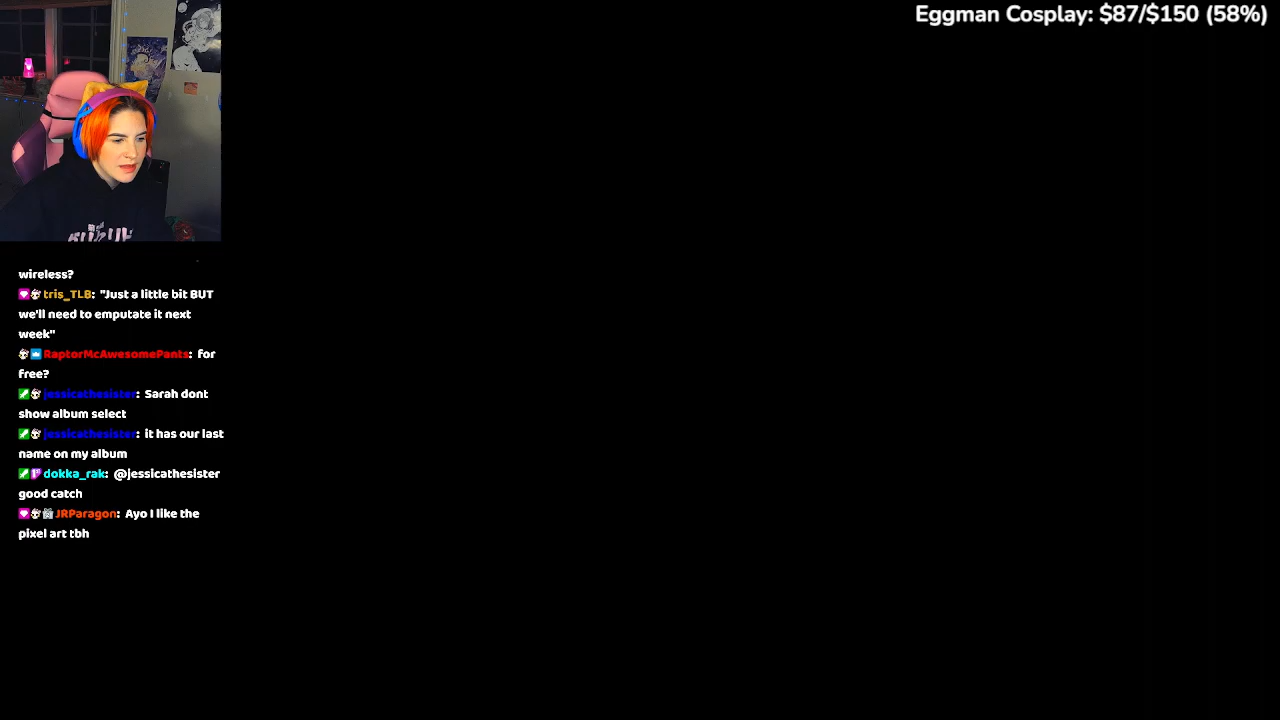 Eggman Cosplay: $87/$150 (58%)
wireless?
tris_TLB: "Just a little bit BUT
we'll need to emputate it next
week"
RaptorMcAwesomePants: for
free?
jessicathesister: Sarah dont
show album select
jessicathesister: it has our last
name on my album
dokka_rak: @jessicathesister
good catch
JRParagon: Ayo I like the
pixel art tbh